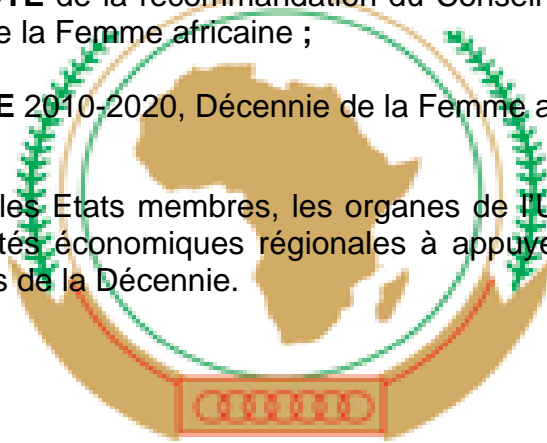 TE de la recommandation du Conseil
e la Femme africaine ;
E 2010-2020, Décennie de la Femme a
les Etats membres, les organes de l'U
tés économiques régionales à appuye
s de la Décennie.